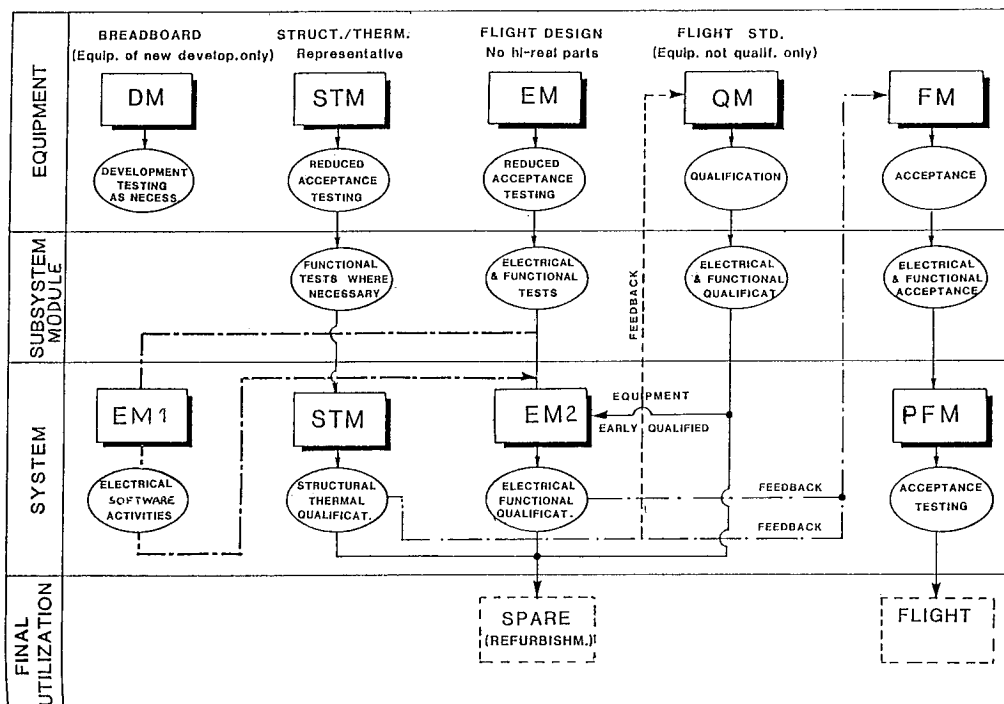 BREADBOARD
(Equip. of new develop.only)
STRUCT./THERM.
Representative
FLIGHT DESIGN
No hi-real parts
FLIGHT STD.
(Equip. not qualif. only)
EQUIPMENT
DM
STM
EM
QM
FM
DEVELOPMENT
TESTING
AS NECESS.
REDUCED
ACCEPTANCE
TESTING
REDUCED
ACCEPTANCE
TESTING
QUALIFICATION
ACCEPTANCE
SUBSYSTEM
MODULE
FUNCTIONAL
TESTS WHERE
NECESSARY
ELECTRICAL
& FUNCTIONAL
TESTS
FEEDBACK
ELECTRICAL
& FUNCTIONAL
QUALIFICAT.
ELECTRICAL
& FUNCTIONAL
ACCEPTANCE
SYSTEM
EM1
STM
EM2
EQUIPMENT
EARLY QUALIFIED
PFM
ELECTRICAL
SOFTWARE
ACTIVITIES
STRUCTURAL
THERMAL
QUALIFICAT.
ELECTRICAL
FUNCTIONAL
QUALIFICAT.
FEEDBACK
FEEDBACK
ACCEPTANCE
TESTING
FINAL
UTILIZATION
SPARE
(REFURBISHM.)
FLIGHT